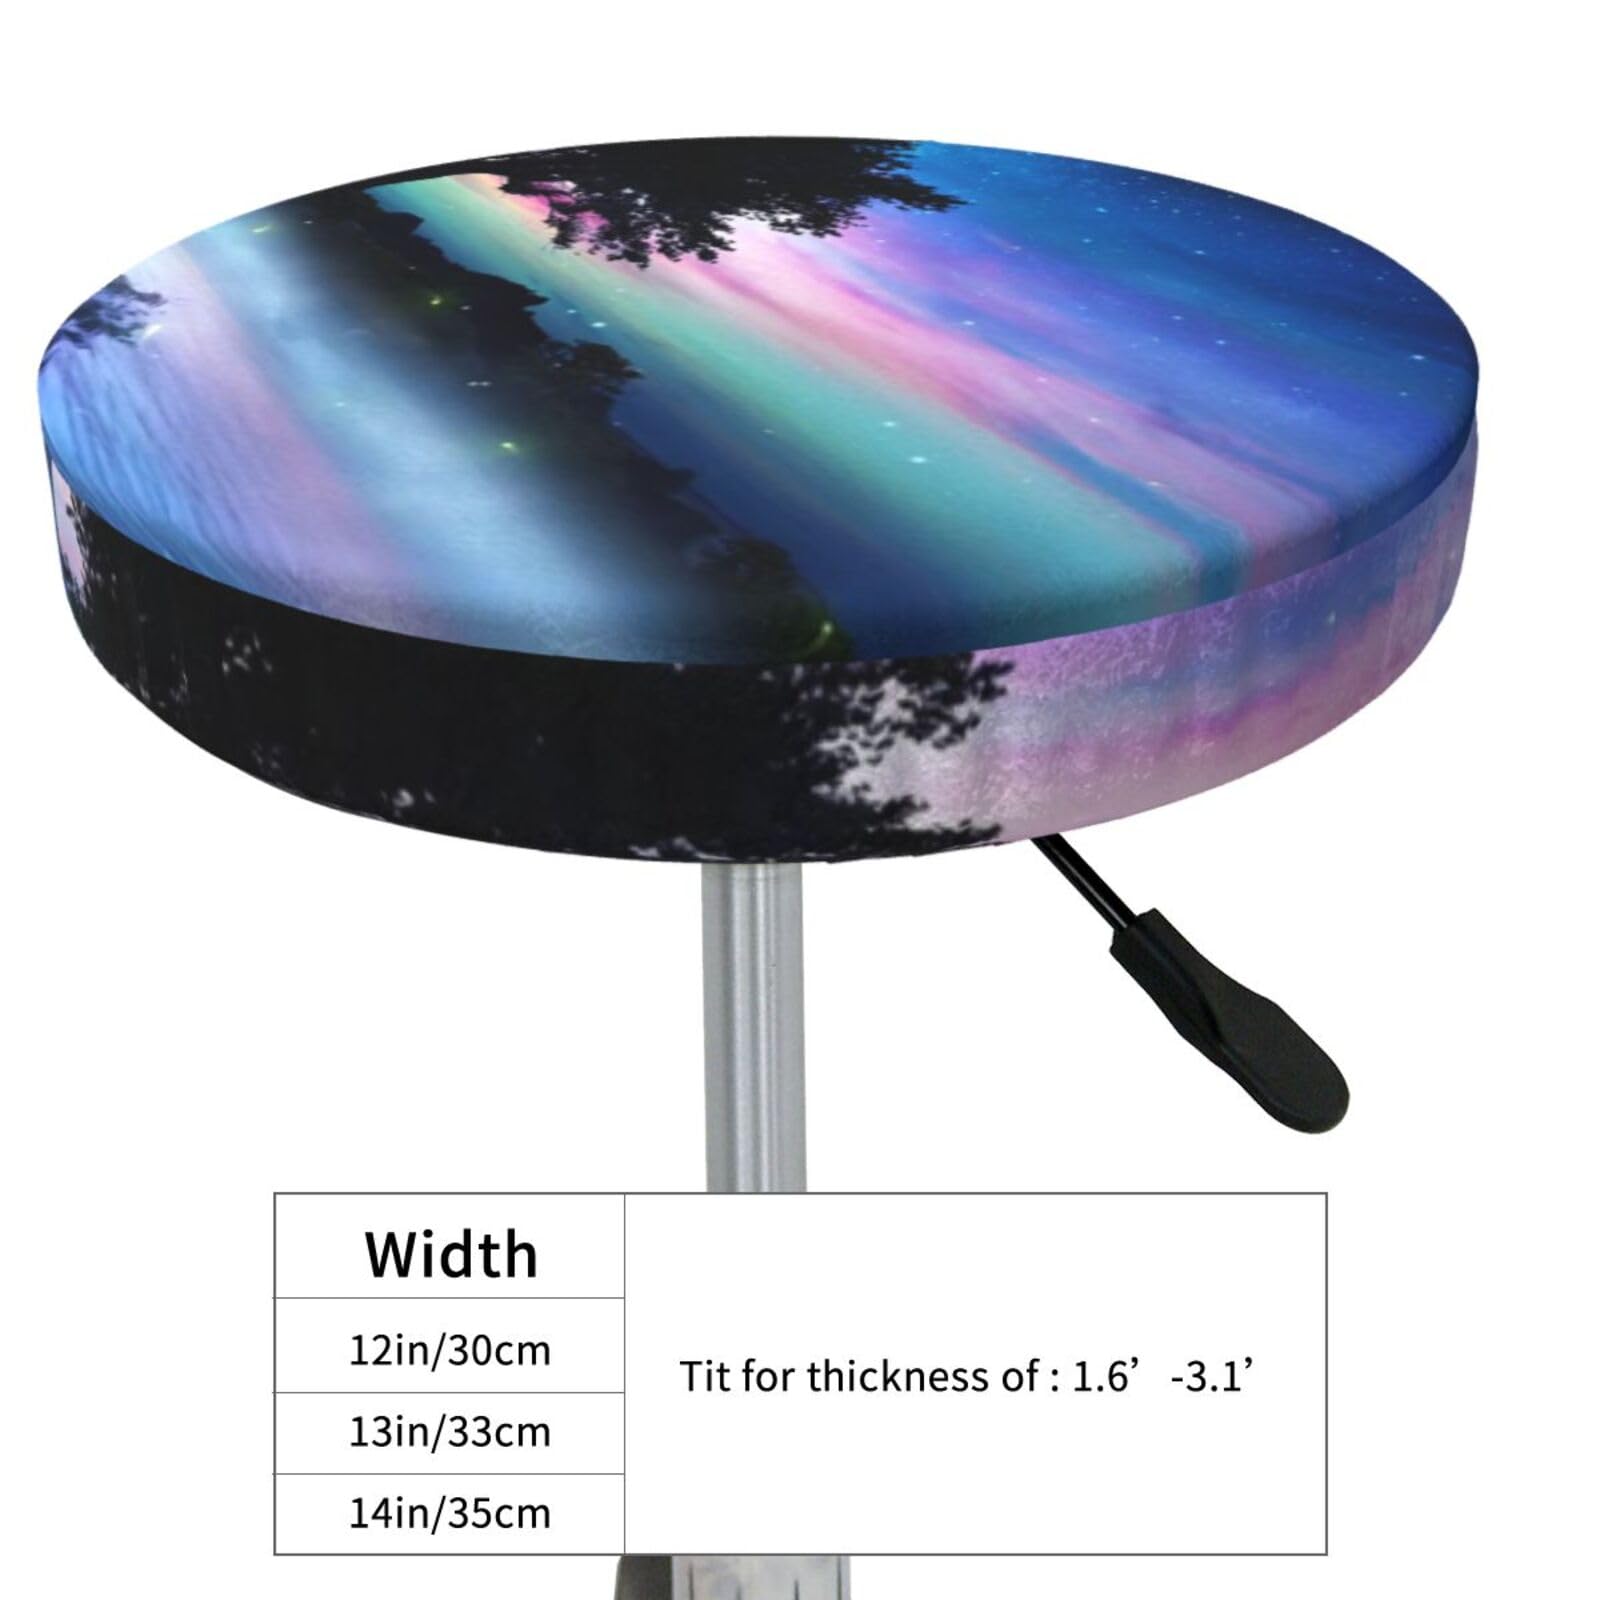 Width
12in/30cm
13in/33cm
14in/35cm
Tit for thickness of : 1.6’ -3.1’